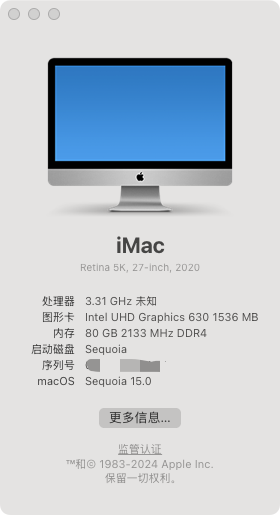 iMac
Retina 5K, 27-inch, 2020
处理器 3.31 GHz 未知
图形卡 Intel UHD Graphics 630 1536 MB
内存 80 GB 2133 MHz DDR4
启动磁盘 Sequoia
序列号
macOS Sequoia 15.0
更多信息...
监管认证
™和© 1983-2024 Apple Inc.
保留一切权利。